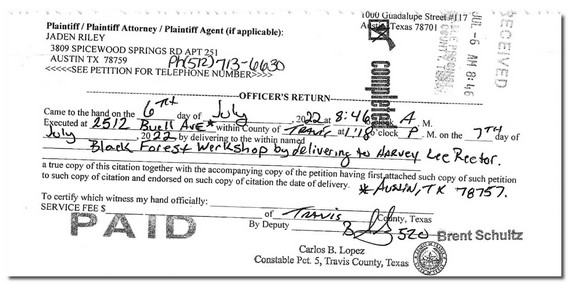 Plaintiff / Plaintiff Attorney / Plaintiff Agent (if applicable):
JADEN RILEY
3809 SPICEWOOD SPRINGS RD APT 251
AUSTIN TX 78759 Ph(512) 713-6630
<<<<<SEE PETITION FOR TELEPHONE NUMBER>>>>
1000 Guadalupe Street #117
Austin Texas 78701
completed
RECEIVED
JUL -6 AM 8:46
OFFICER'S RETURN
Came to the hand on the 6TH day of July, 2022 at 8:46 o'clock A. M.
Executed at 2512 Buell Ave* within County of Travis at 1:18 o'clock P. M. on the 7TH day of
July, 2022 by delivering to the within named
Black Forest Werkshop by delivering to Harvey Lee Rector.
a true copy of this citation together with the accompanying copy of the petition having first attached such copy of such petition
to such copy of citation and endorsed on such copy of citation the date of delivery. * Austin, TX 78757.
To certify which witness my hand officially:
SERVICE FEE $
of Travis County, Texas
PAID
By Deputy 520 Brent Schultz
Carlos B. Lopez
Constable Pct. 5, Travis County, Texas